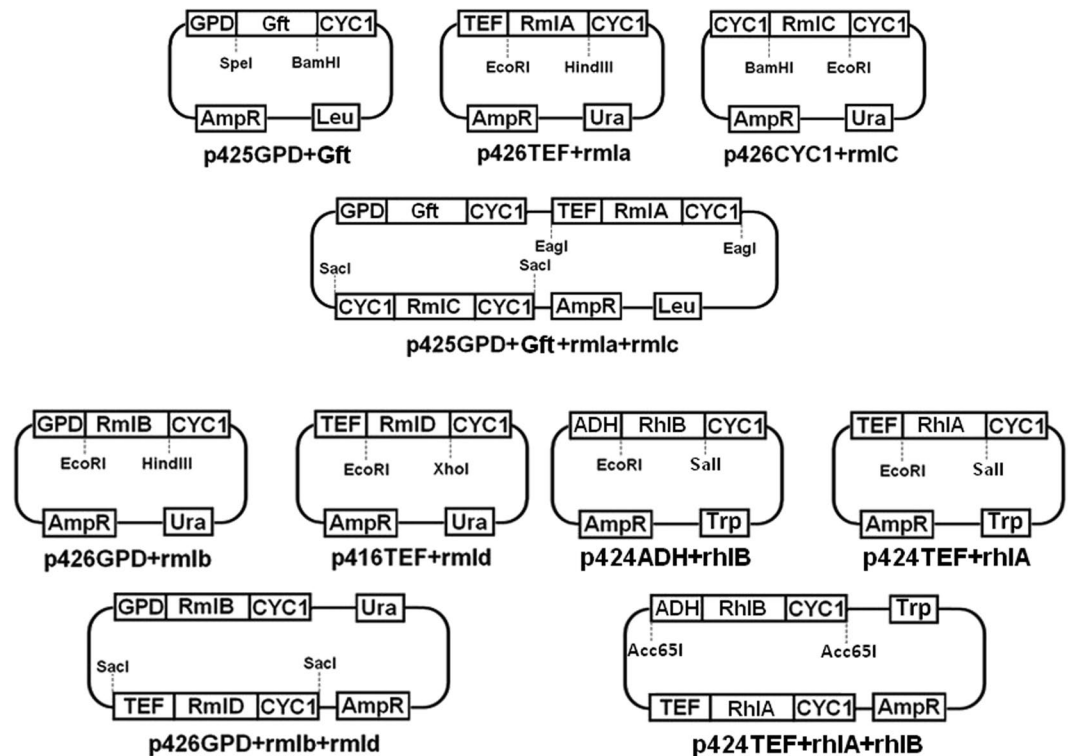 GPD Gft CYC1 TEF RmlA CYC1 CYC1 RmlC CYC1
SpeI BamHI EcoRI HindIII BamHI EcoRI
AmpR Leu AmpR Ura AmpR Ura
p425GPD+Gft p426TEF+rmla p426CYC1+rmlC
GPD Gft CYC1 TEF RmlA CYC1
EagI EagI
SacI SacI
CYC1 RmlC CYC1 AmpR Leu
p425GPD+Gft+rmla+rmlc
GPD RmlB CYC1 TEF RmlD CYC1 ADH RhlB CYC1 TEF RhlA CYC1
EcoRI HindIII EcoRI XhoI EcoRI SalI EcoRI SalI
AmpR Ura AmpR Ura AmpR Trp AmpR Trp
p426GPD+rmlb p416TEF+rmld p424ADH+rhlB p424TEF+rhlA
GPD RmlB CYC1 Ura ADH RhlB CYC1 Trp
SacI SacI Acc65I Acc65I
TEF RmlD CYC1 AmpR TEF RhlA CYC1 AmpR
p426GPD+rmlb+rmld p424TEF+rhlA+rhlB